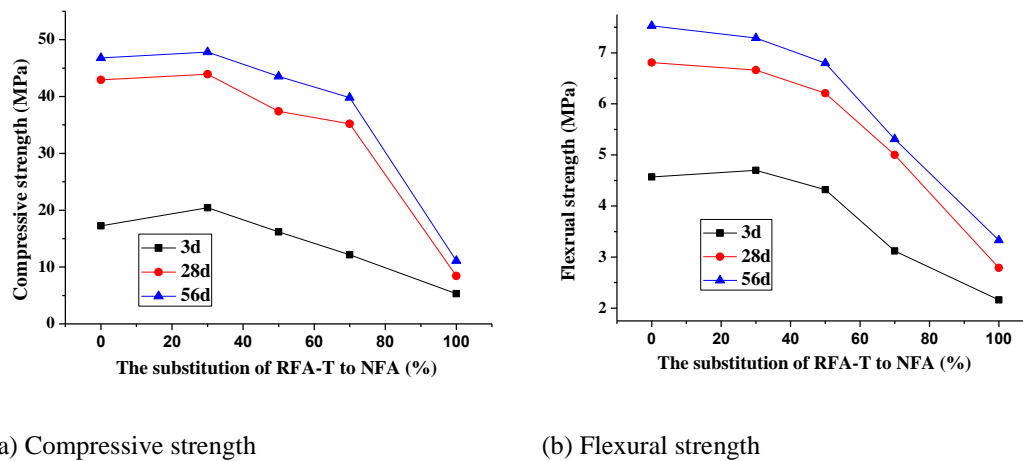 50
40
30
20
10
0
Compressive strength (MPa)
3d
28d
56d
0 20 40 60 80 100
The substitution of RFA-T to NFA (%)
7
6
5
4
3
2
Flexrual strength (MPa)
3d
28d
56d
0 20 40 60 80 100
The substitution of RFA-T to NFA (%)
a) Compressive strength
(b) Flexural strength